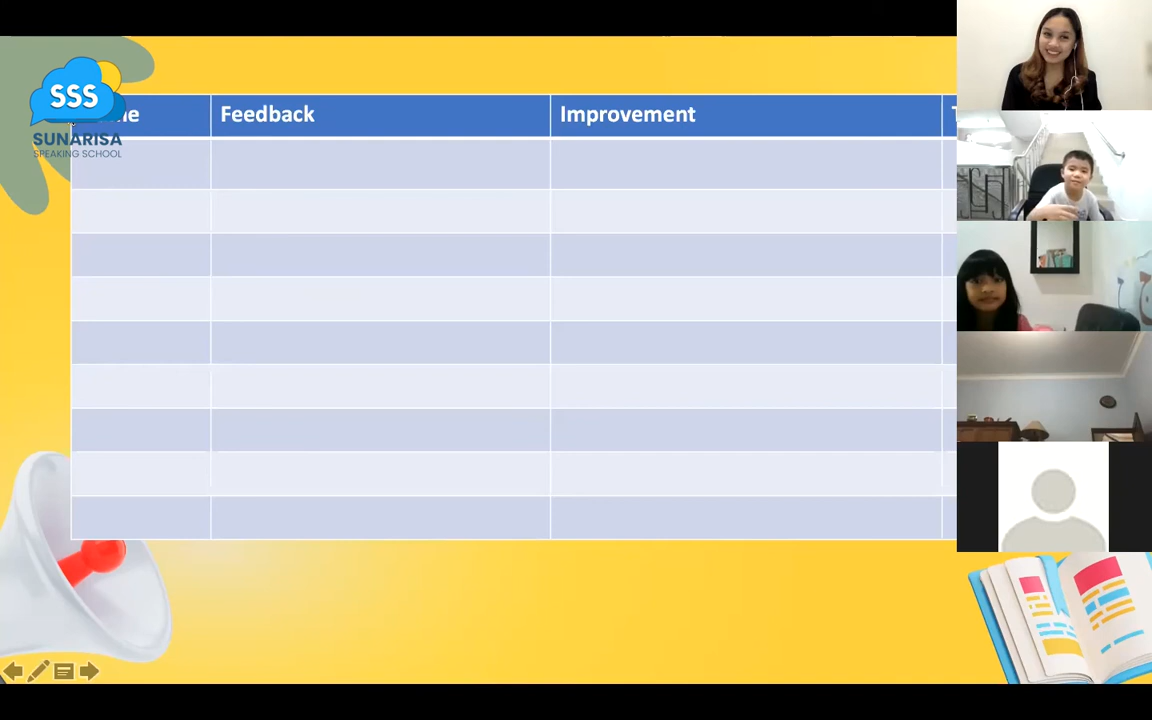 SSS
SUNARISA
SPEAKING SCHOOL
Feedback
Improvement